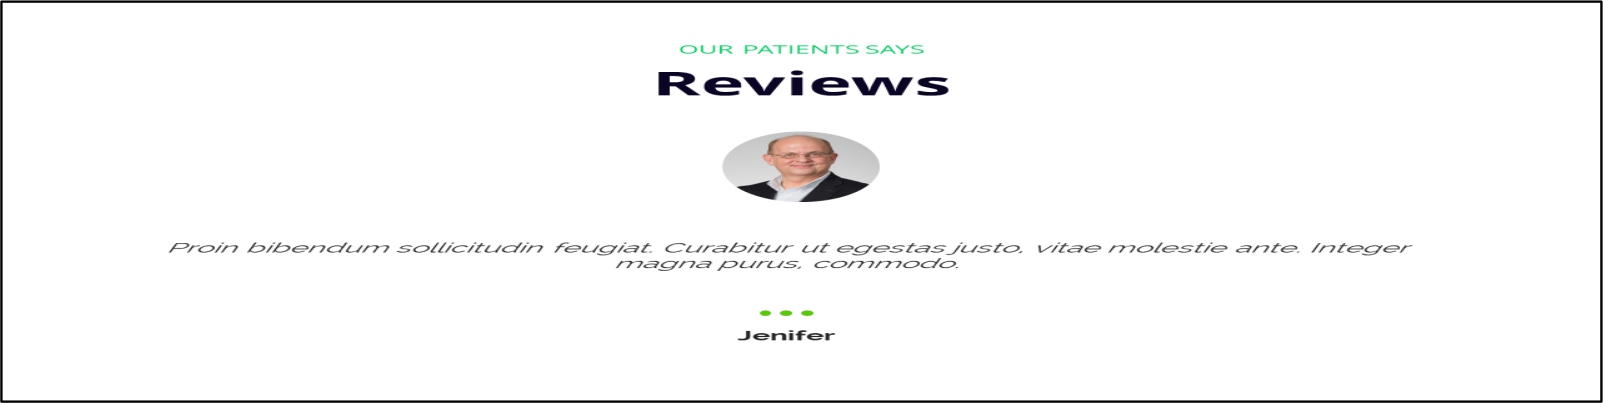 OUR PATIENTS SAYS
Reviews
Proin bibendum sollicitudin feugiat. Curabitur ut egestas justo, vitae molestie ante. Integer
magna purus, commodo.
Jenifer